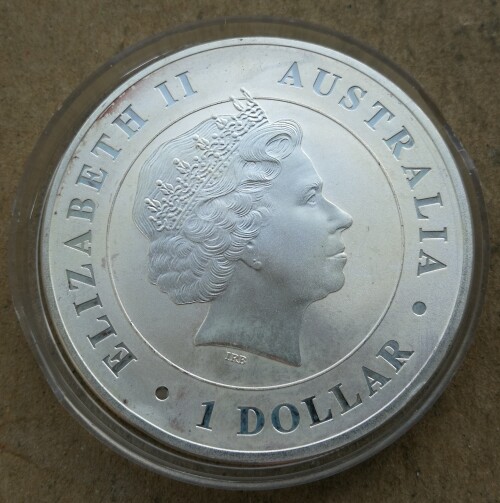 ELIZABETH II
AUSTRALIA
• 1 DOLLAR •
IRB